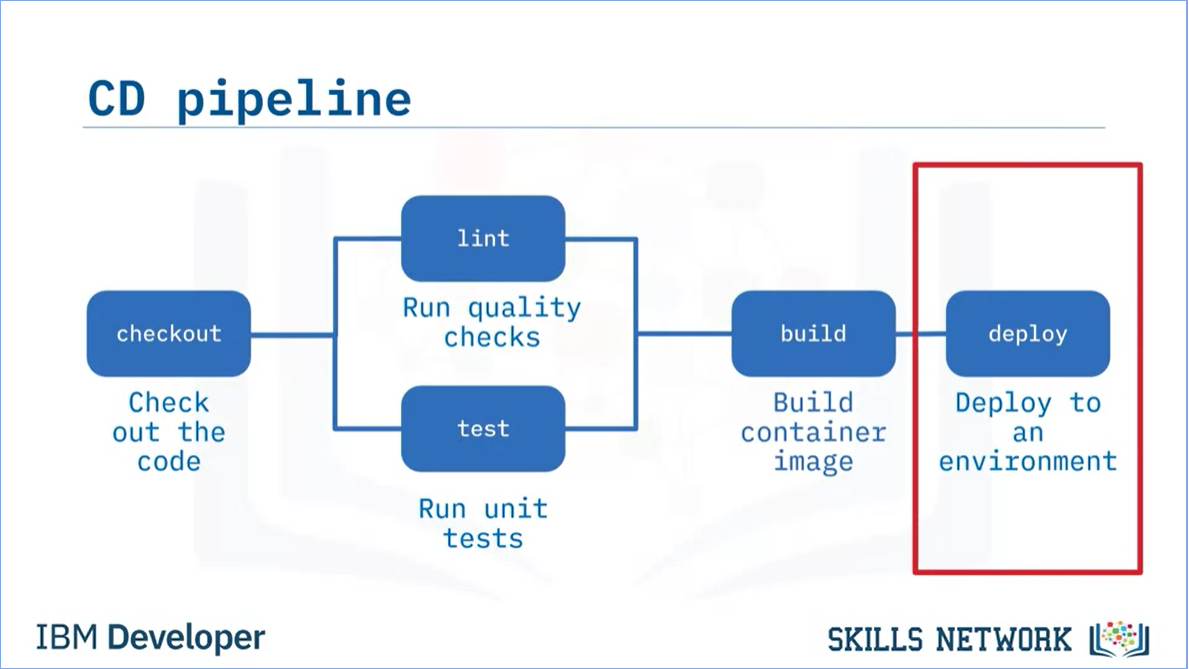 CD pipeline
checkout
Check
out the
code
lint
Run quality
checks
test
Run unit
tests
build
Build
container
image
deploy
Deploy to
an
environment
IBM Developer
SKILLS NETWORK